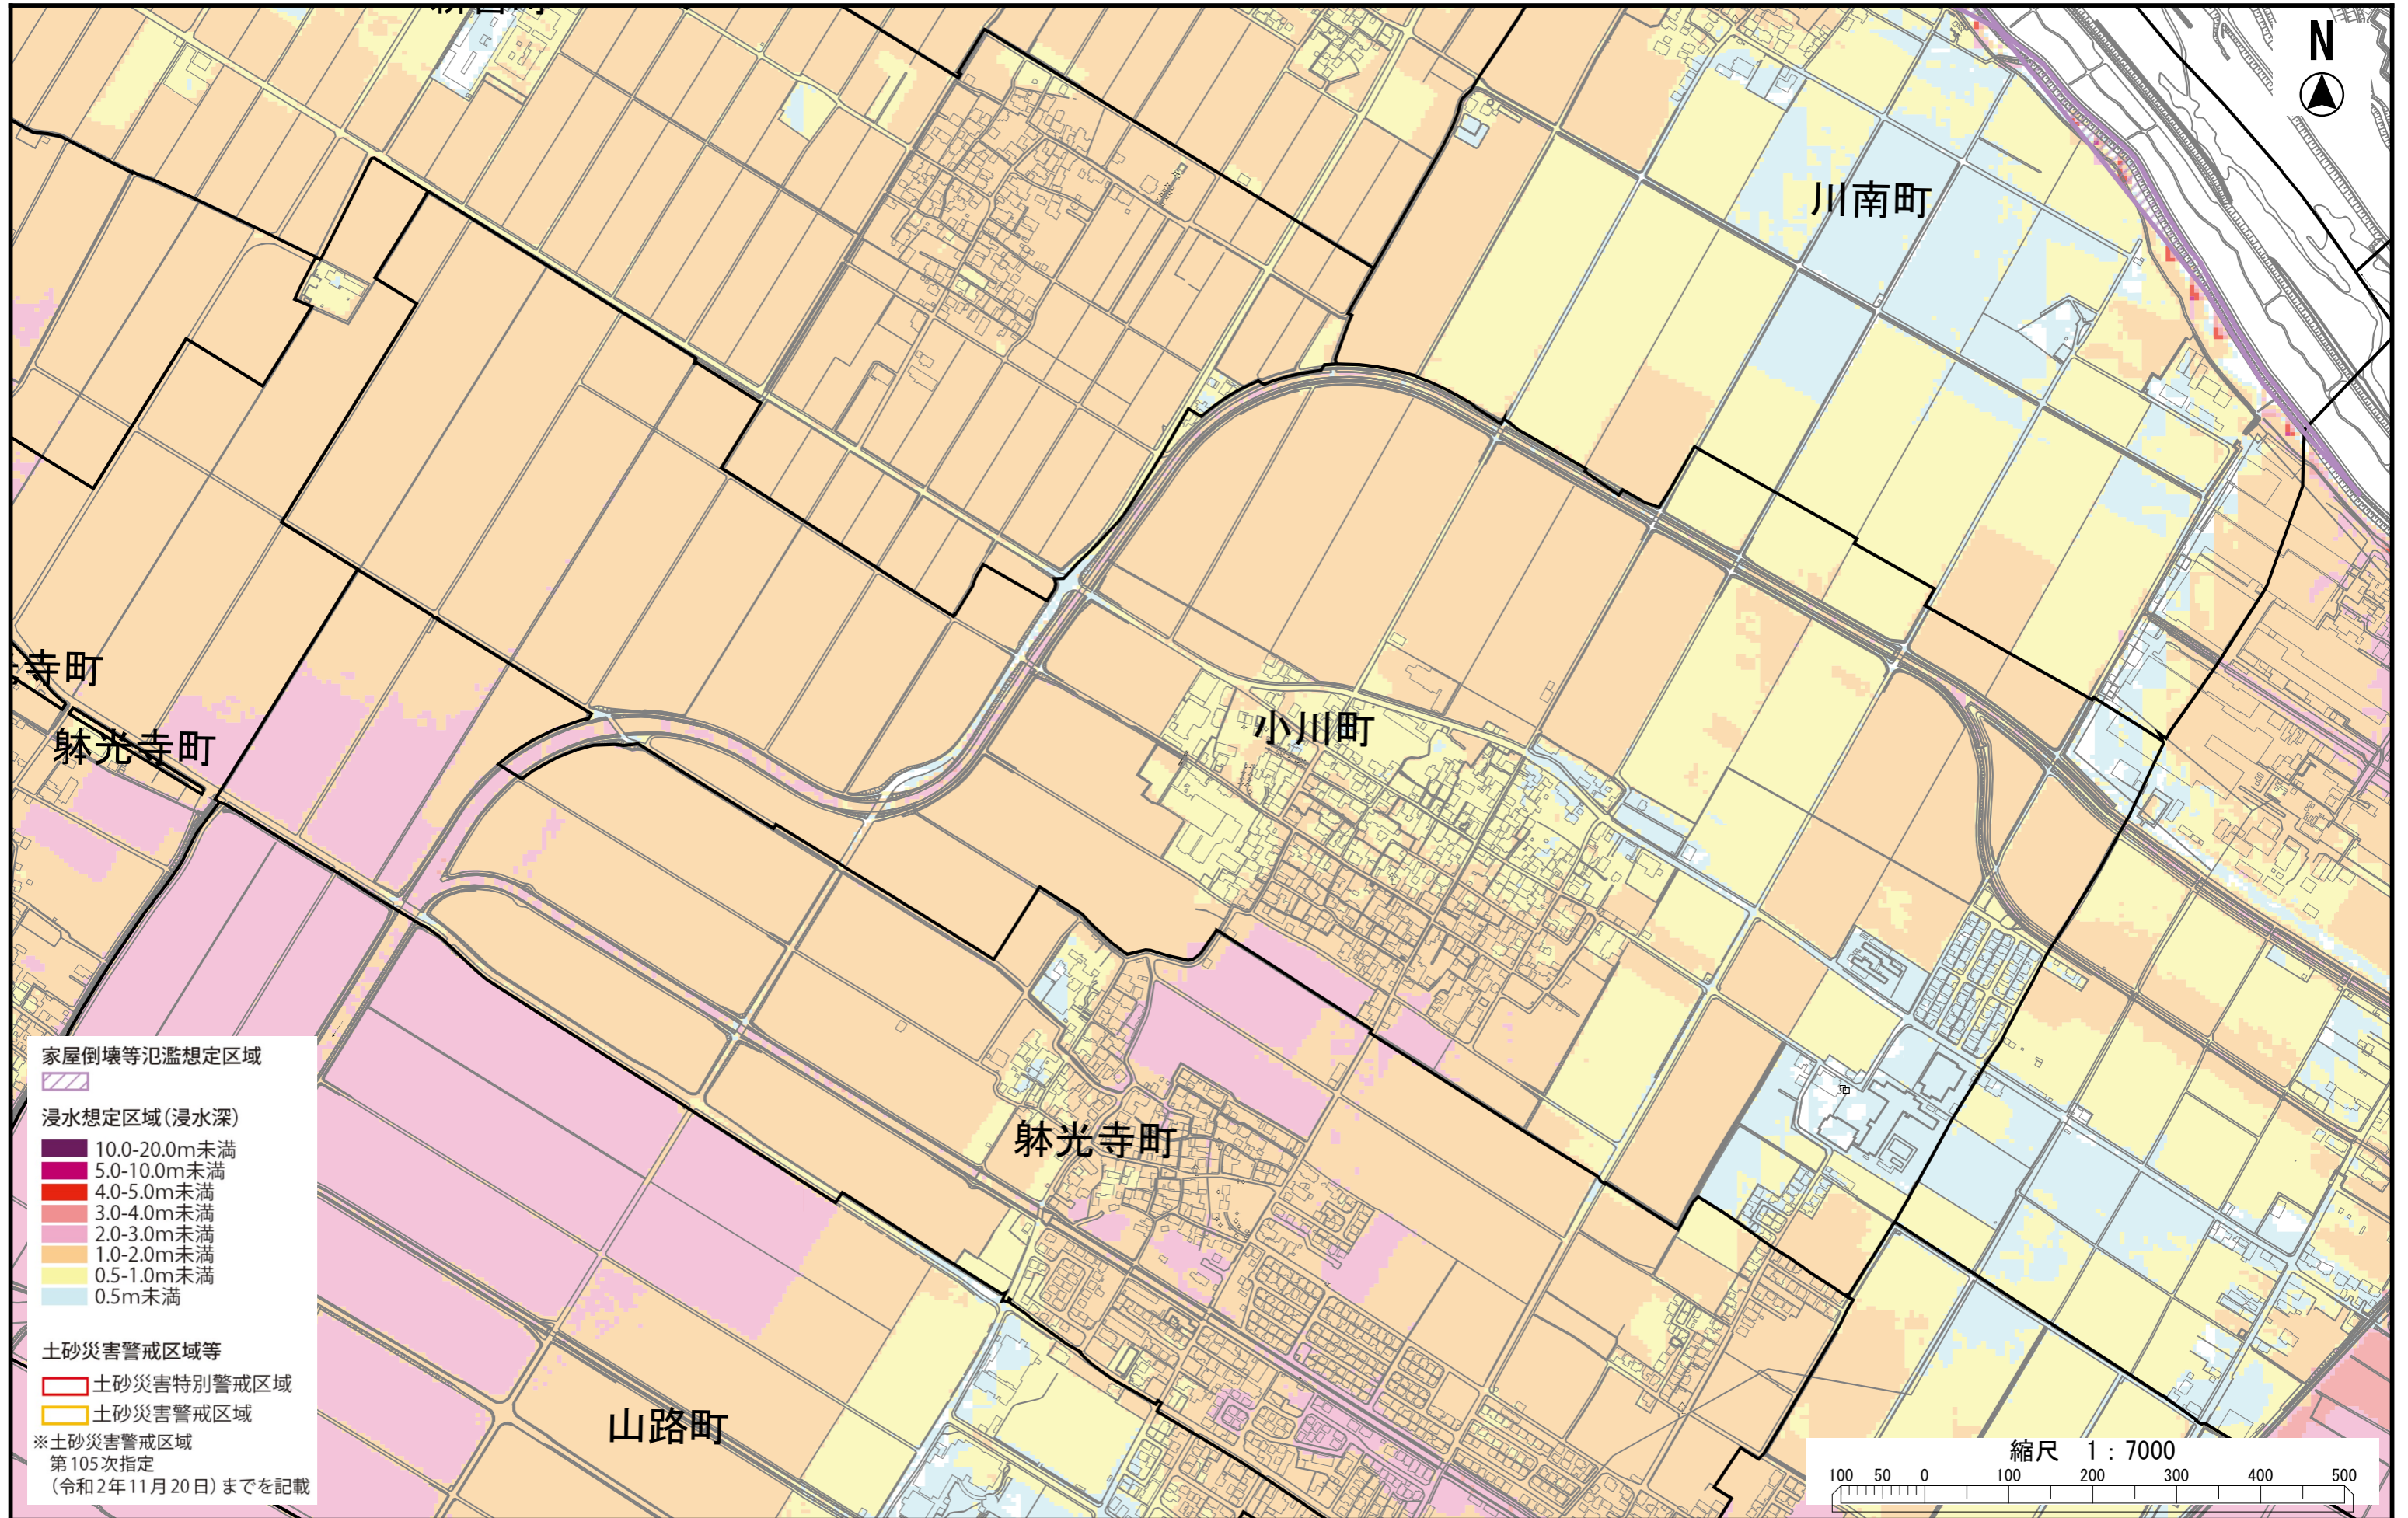 N
川南町
寺町
躰光寺町
小川町
躰光寺町
山路町
家屋倒壊等氾濫想定区域
浸水想定区域(浸水深)
10.0-20.0m未満
5.0-10.0m未満
4.0-5.0m未満
3.0-4.0m未満
2.0-3.0m未満
1.0-2.0m未満
0.5-1.0m未満
0.5m未満
土砂災害警戒区域等
土砂災害特別警戒区域
土砂災害警戒区域
※土砂災害警戒区域
第105次指定
(令和2年11月20日)までを記載
縮尺 1:7000
100 50 0 100 200 300 400 500